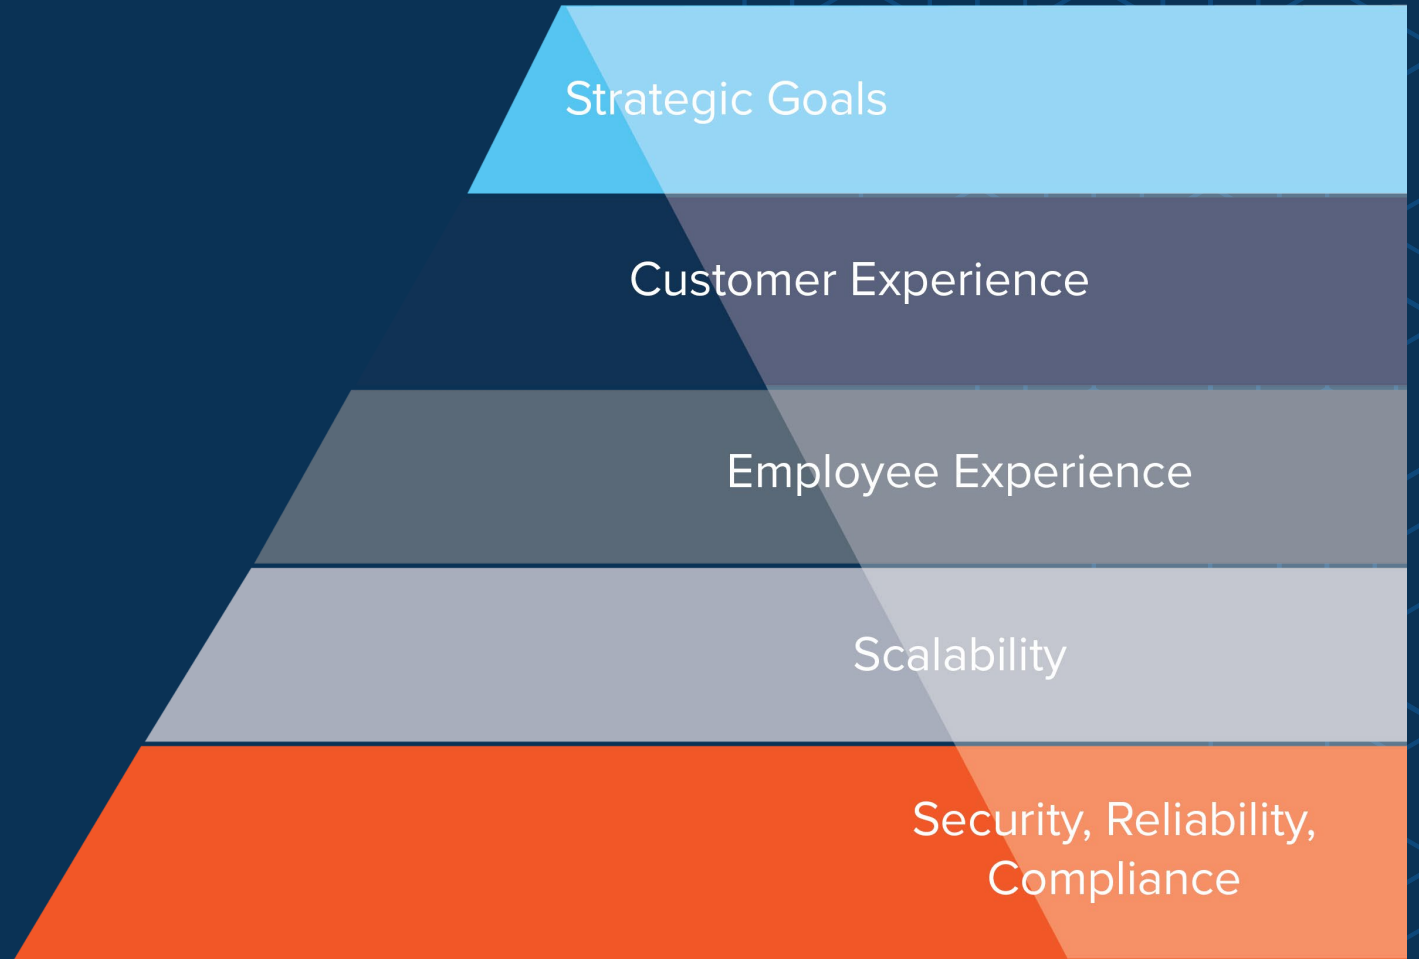 Strategic Goals
Customer Experience
Employee Experience
Scalability
Security, Reliability,
Compliance